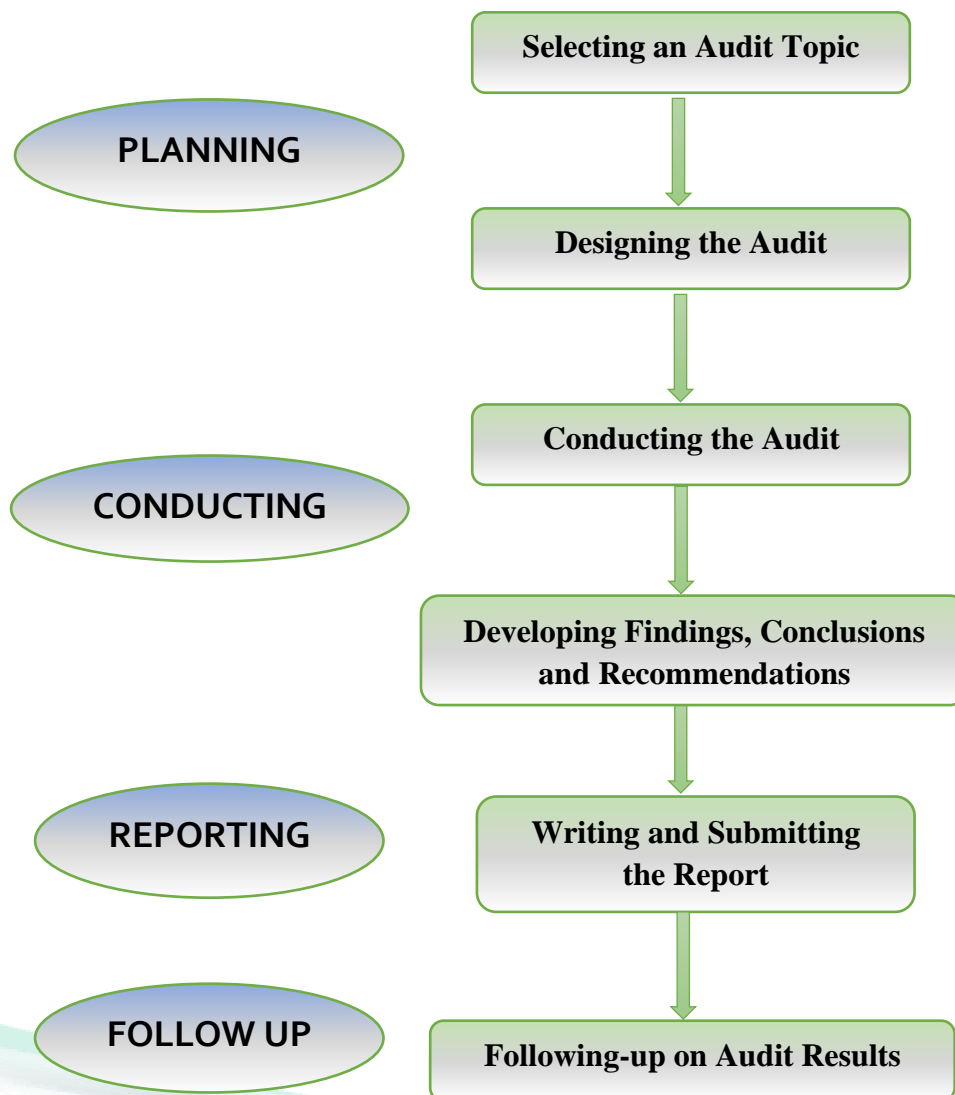 Selecting an Audit Topic
PLANNING
Designing the Audit
Conducting the Audit
CONDUCTING
Developing Findings, Conclusions
and Recommendations
REPORTING
Writing and Submitting
the Report
FOLLOW UP
Following-up on Audit Results